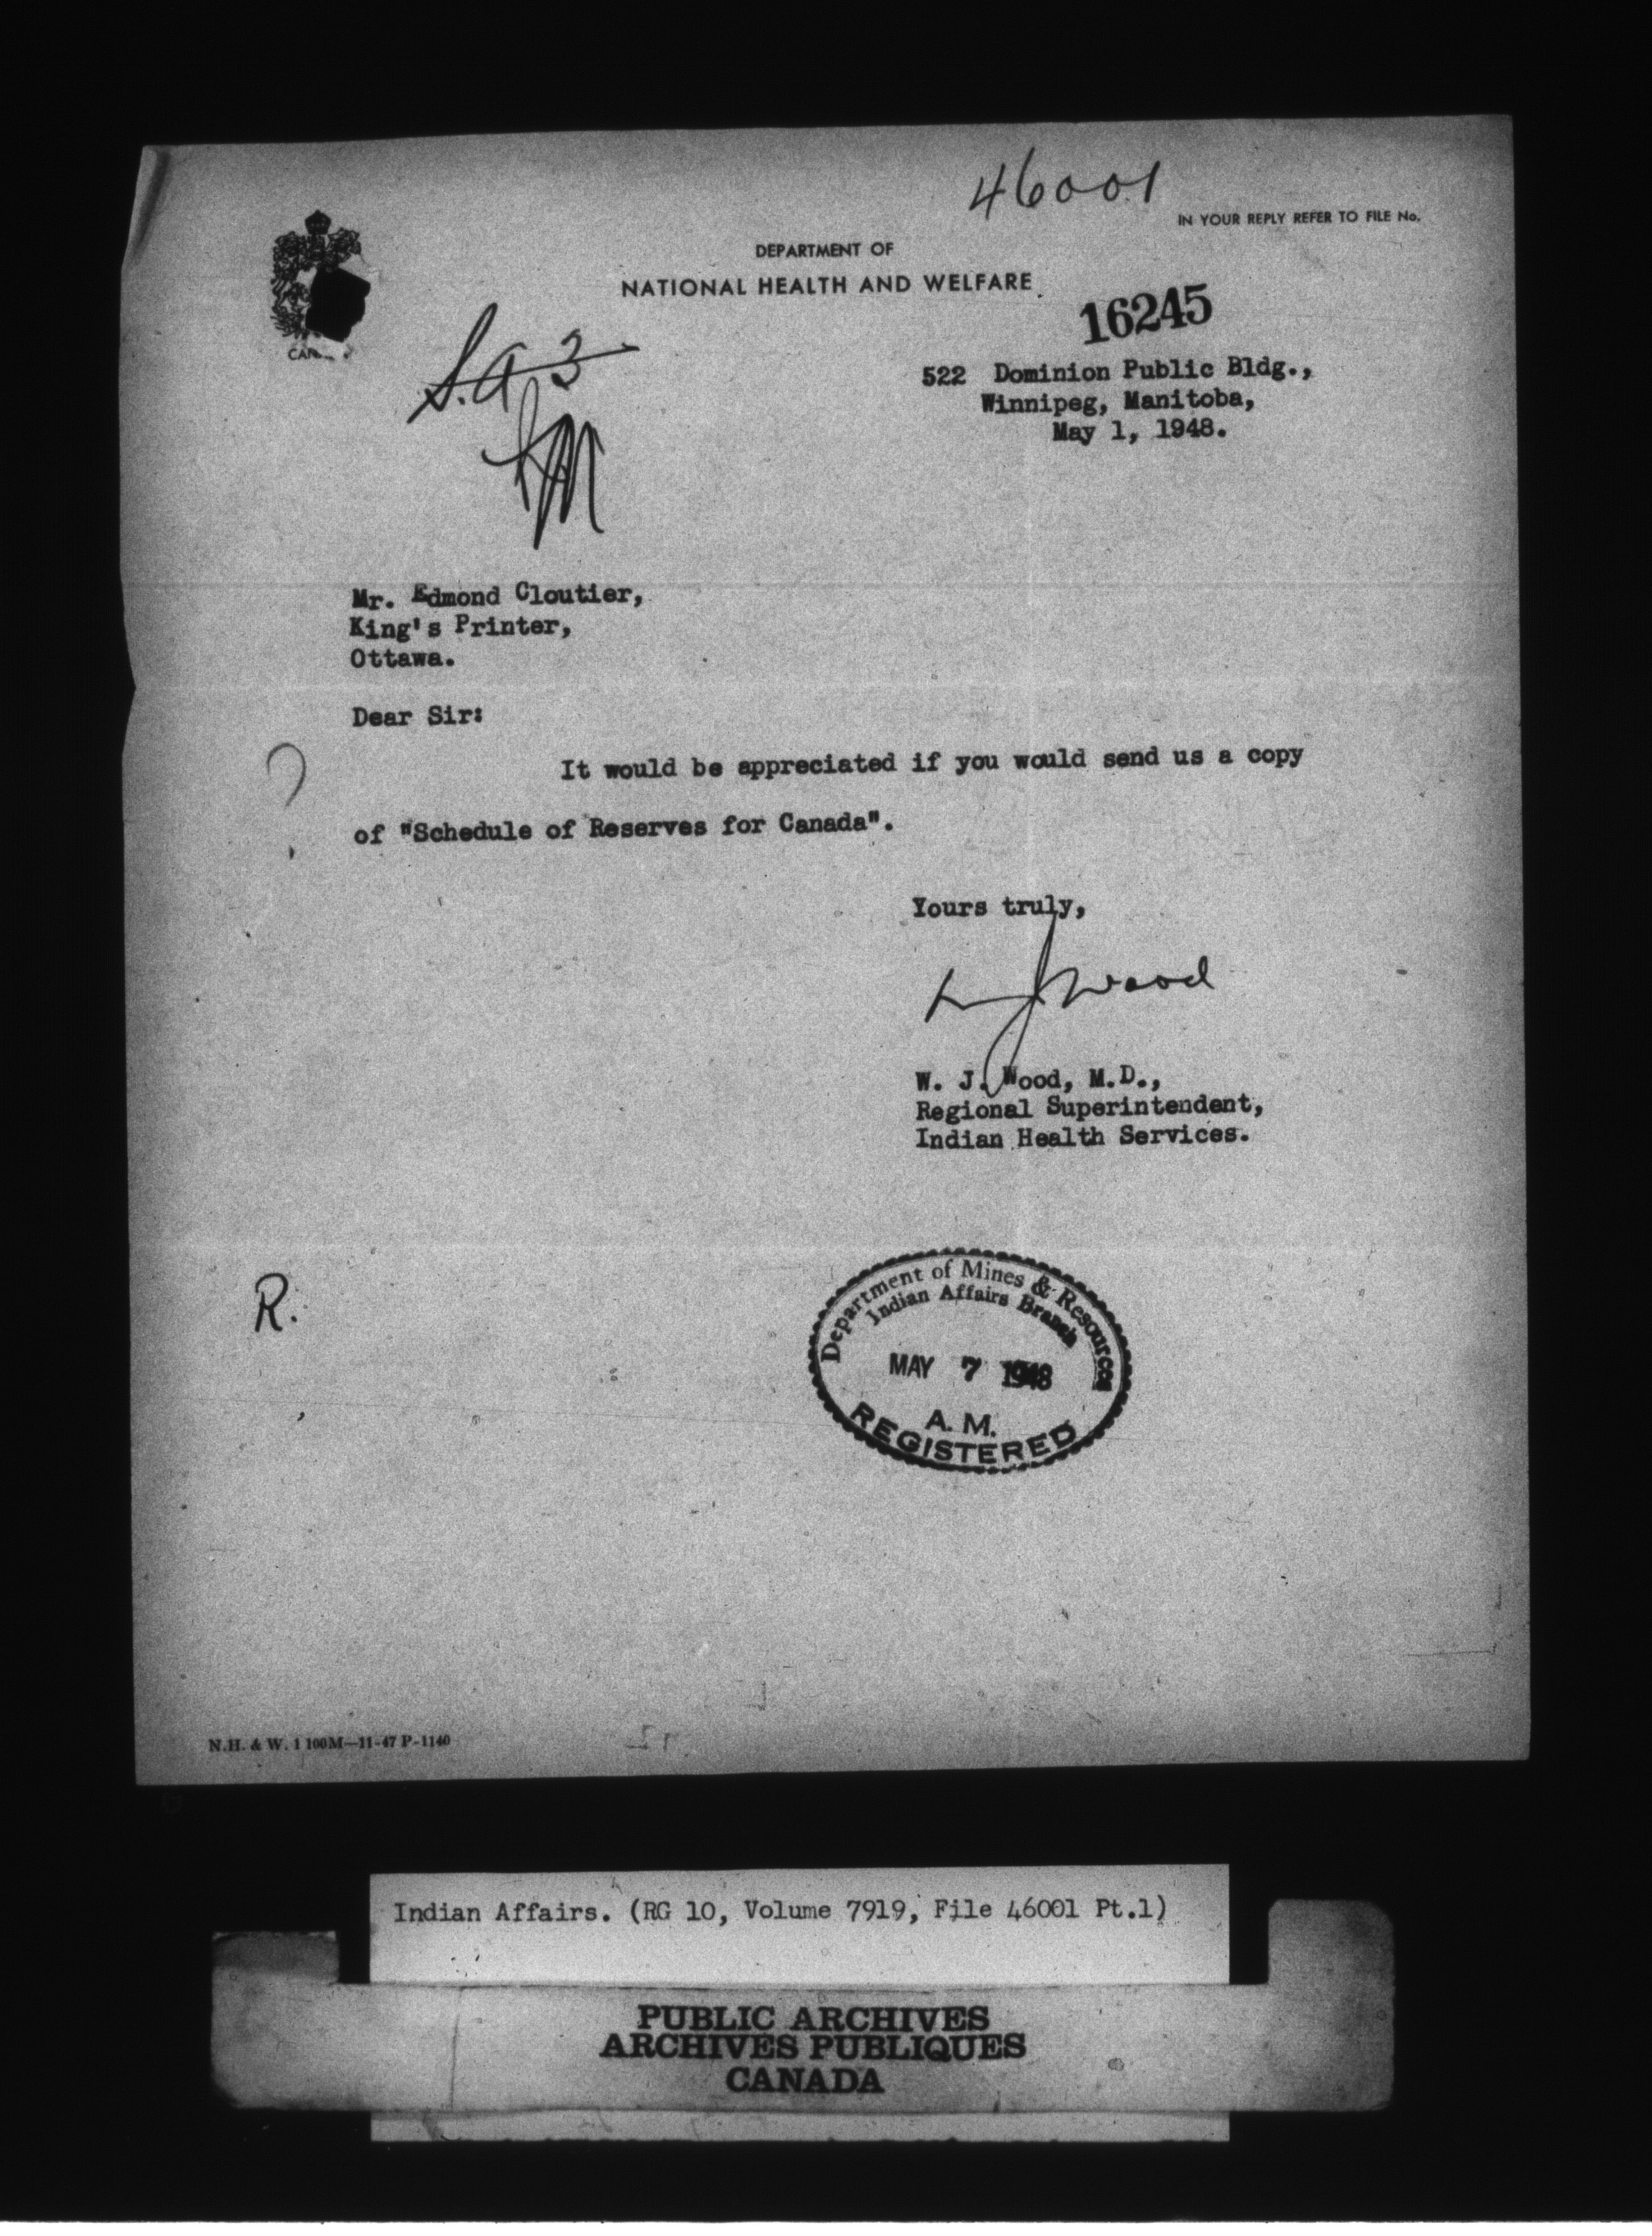 46001
IN YOUR REPLY REFER TO FILE No.
DEPARTMENT OF
NATIONAL HEALTH AND WELFARE
16245
522 Dominion Public Bldg.,
Winnipeg, Manitoba,
May 1, 1948.
S.A 3
Mr. Edmond Cloutier,
King's Printer,
Ottawa.
Dear Sir:
?
It would be appreciated if you would send us a copy
of "Schedule of Reserves for Canada".
Yours truly,
W J Wood
W. J. Wood, M.D.,
Regional Superintendent,
Indian Health Services.
R.
Department of Mines & Resources
Indian Affairs Branch
MAY 7 1948
A. M.
REGISTERED
N.H. & W. 1 100M—11-47 P-1140
Indian Affairs. (RG 10, Volume 7919, File 46001 Pt.1)
PUBLIC ARCHIVES
ARCHIVES PUBLIQUES
CANADA